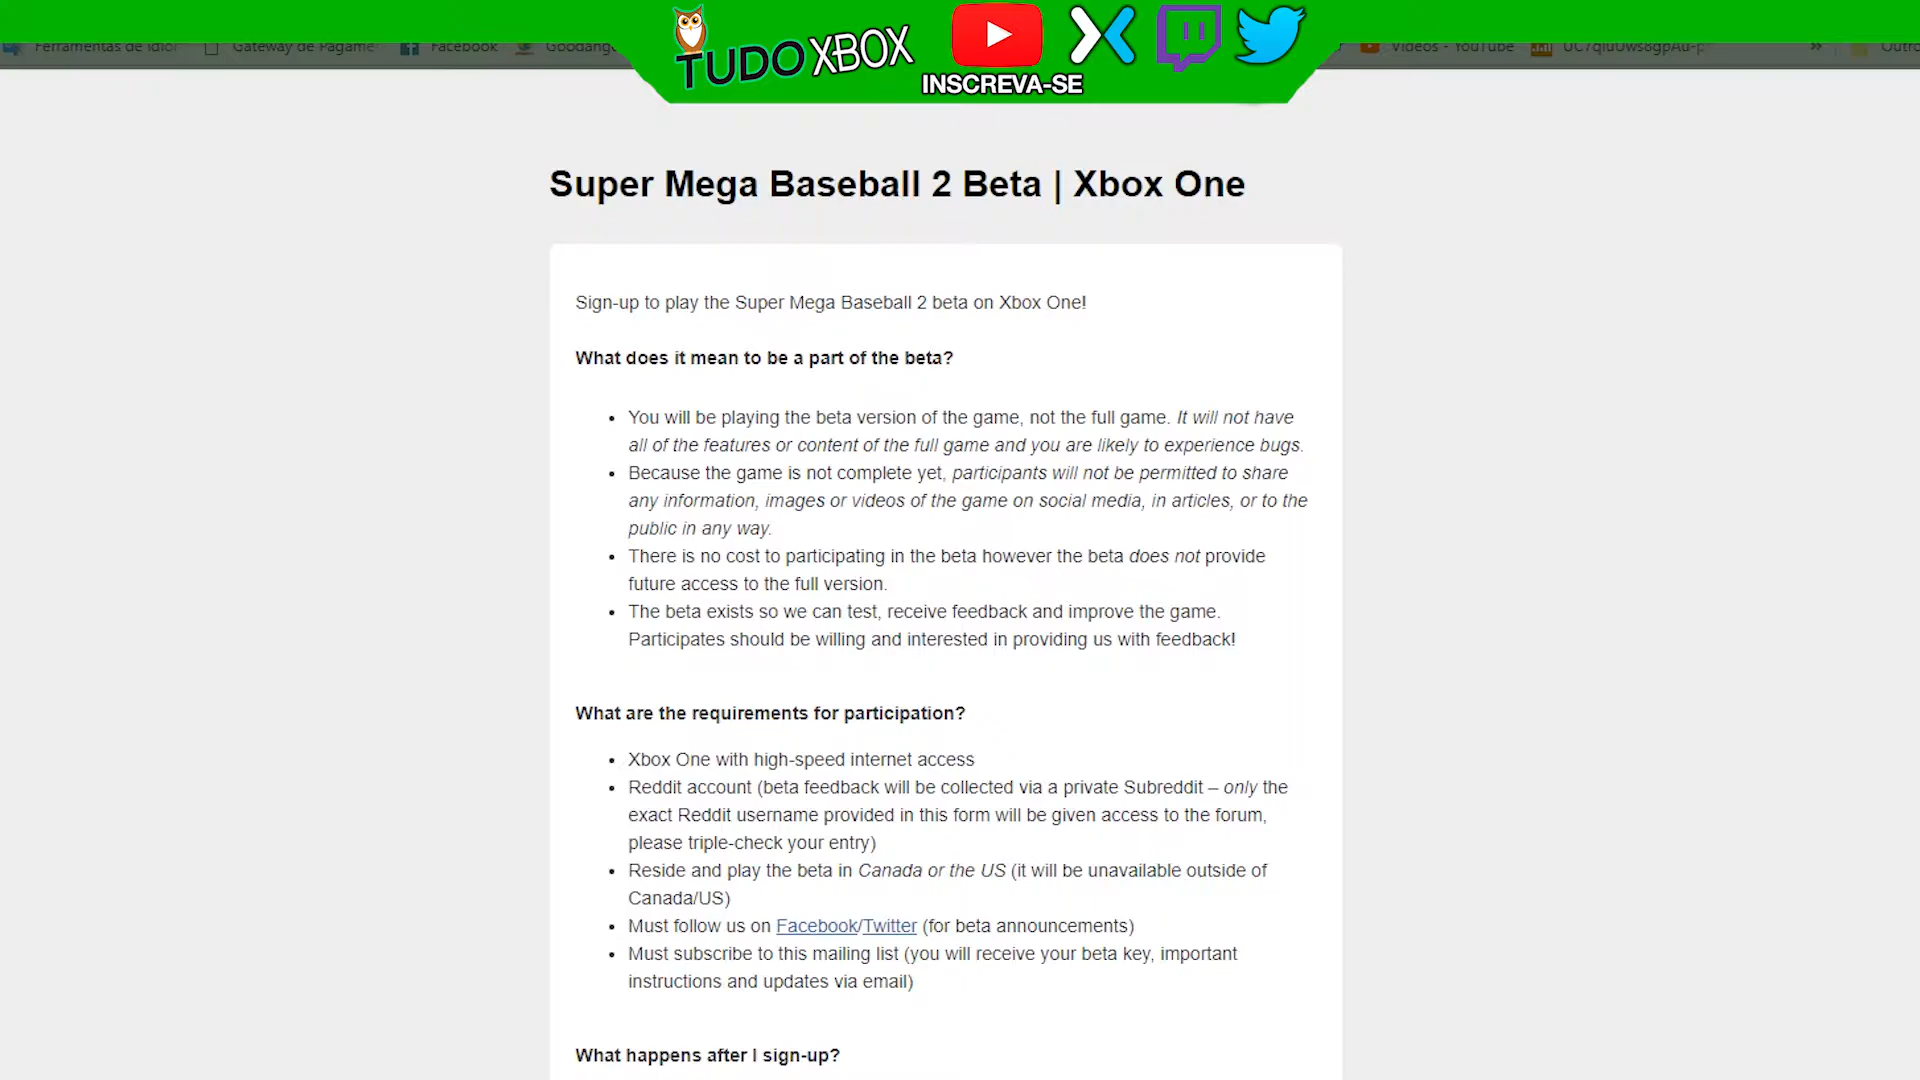 TUDO XBOX
INSCREVA-SE
Facebook
Vídeos - YouTube
Super Mega Baseball 2 Beta | Xbox One
Sign-up to play the Super Mega Baseball 2 beta on Xbox One!
What does it mean to be a part of the beta?
• You will be playing the beta version of the game, not the full game. It will not have
all of the features or content of the full game and you are likely to experience bugs.
• Because the game is not complete yet, participants will not be permitted to share
any information, images or videos of the game on social media, in articles, or to the
public in any way.
• There is no cost to participating in the beta however the beta does not provide
future access to the full version.
• The beta exists so we can test, receive feedback and improve the game.
Participates should be willing and interested in providing us with feedback!
What are the requirements for participation?
• Xbox One with high-speed internet access
• Reddit account (beta feedback will be collected via a private Subreddit – only the
exact Reddit username provided in this form will be given access to the forum,
please triple-check your entry)
• Reside and play the beta in Canada or the US (it will be unavailable outside of
Canada/US)
• Must follow us on Facebook/Twitter (for beta announcements)
• Must subscribe to this mailing list (you will receive your beta key, important
instructions and updates via email)
What happens after I sign-up?